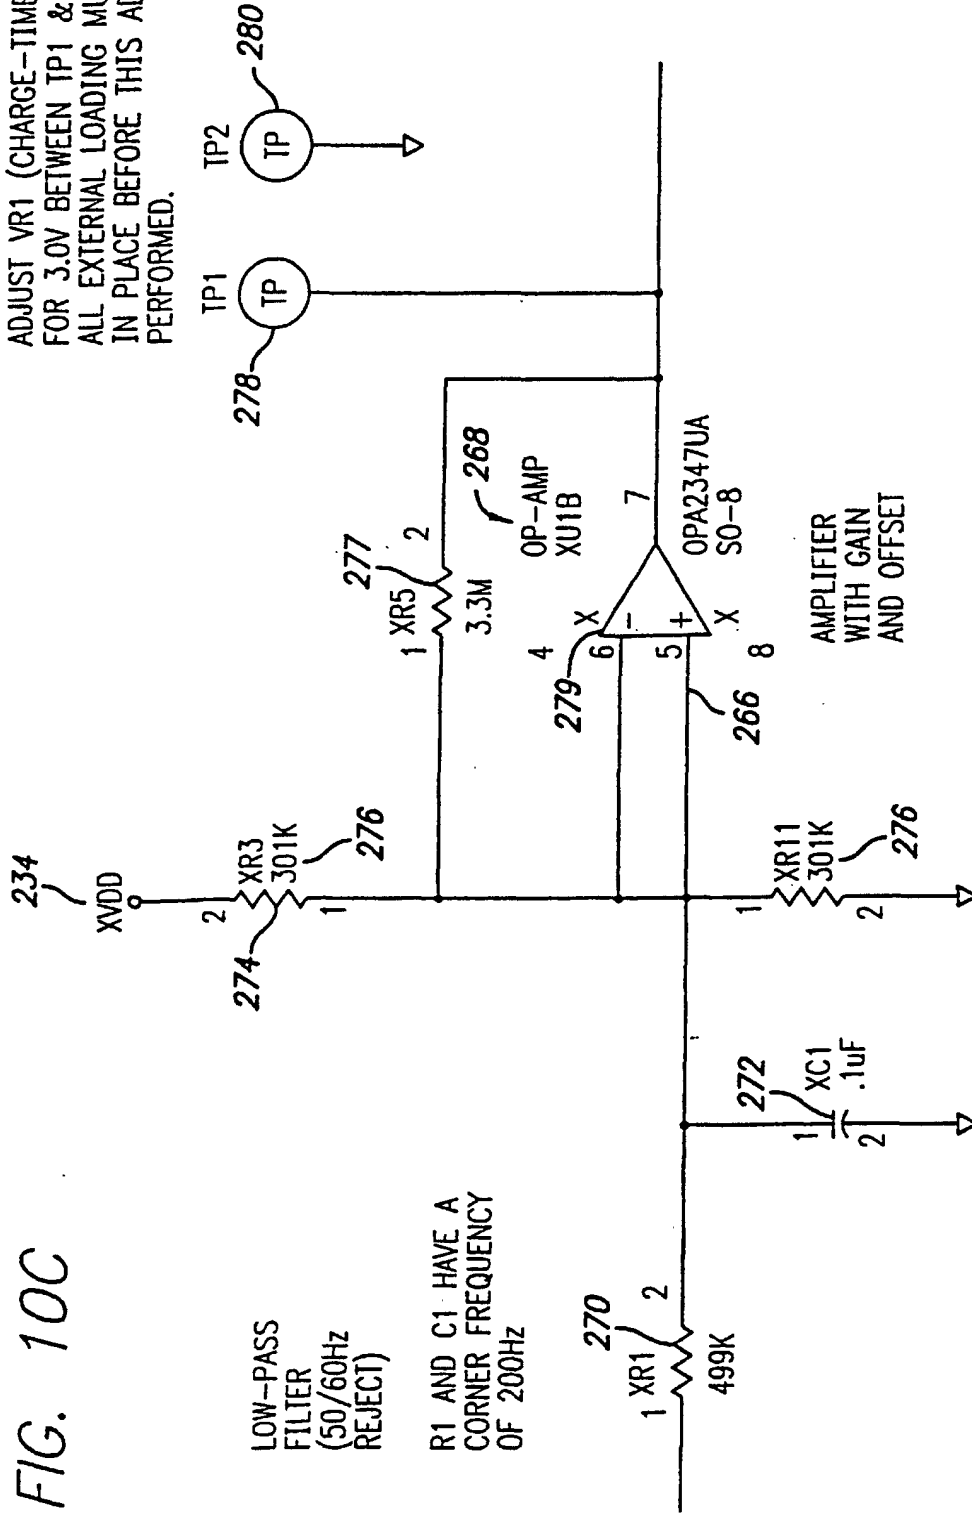 FIG. 10C
ADJUST VR1 (CHARGE-TIME
FOR 3.0V BETWEEN TP1 &
ALL EXTERNAL LOADING
IN PLACE BEFORE THIS
PERFORMED.
234
XVDD
2
XR3
301K
276
274
1
278
TP1
TP
TP2
TP
280
277
1 XR5 2
3.3M
268
OP-AMP
XU1B
4
X
279
6
-
5
+
X
8
7
OPA2347UA
SO-8
266
AMPLIFIER
WITH GAIN
AND OFFSET
LOW-PASS
FILTER
(50/60Hz
REJECT)
R1 AND C1 HAVE A
CORNER FREQUENCY
OF 200Hz
270
1 XR1 2
499K
272
1
XC1
.1uF
2
1
XR11
301K
2
276